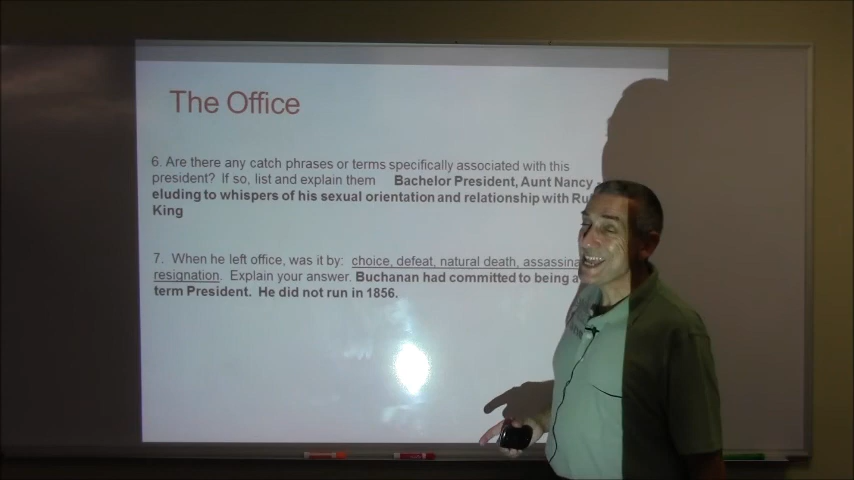 The Office
6. Are there any catch phrases or terms specifically associated with this
president? If so, list and explain them Bachelor President, Aunt Nancy -
eluding to whispers of his sexual orientation and relationship with
King
7. When he left office, was it by: choice, defeat, natural death,
resignation. Explain your answer. Buchanan had committed to being a
term President. He did not run in 1856.